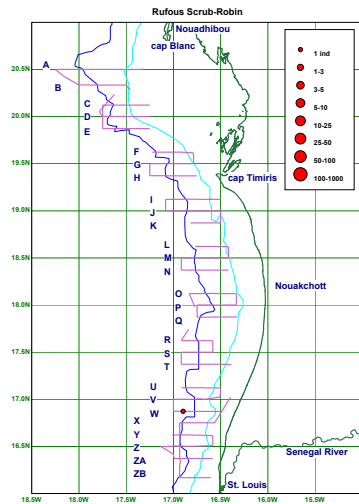 Rufous Scrub-Robin
Nouadhibou
cap Blanc
20.5N
20.0N
19.5N
19.0N
18.5N
18.0N
17.5N
17.0N
16.5N
A
B
C
D
E
F
G
H
I
J
K
L
M
N
O
P
Q
R
S
T
U
V
W
X
Y
Z
ZA
ZB
cap Timiris
Nouakchott
Senegal River
St. Louis
1 ind
1-3
3-5
5-10
10-25
25-50
50-100
100-1000
18.5W
18.0W
17.5W
17.0W
16.5W
16.0W
15.5W